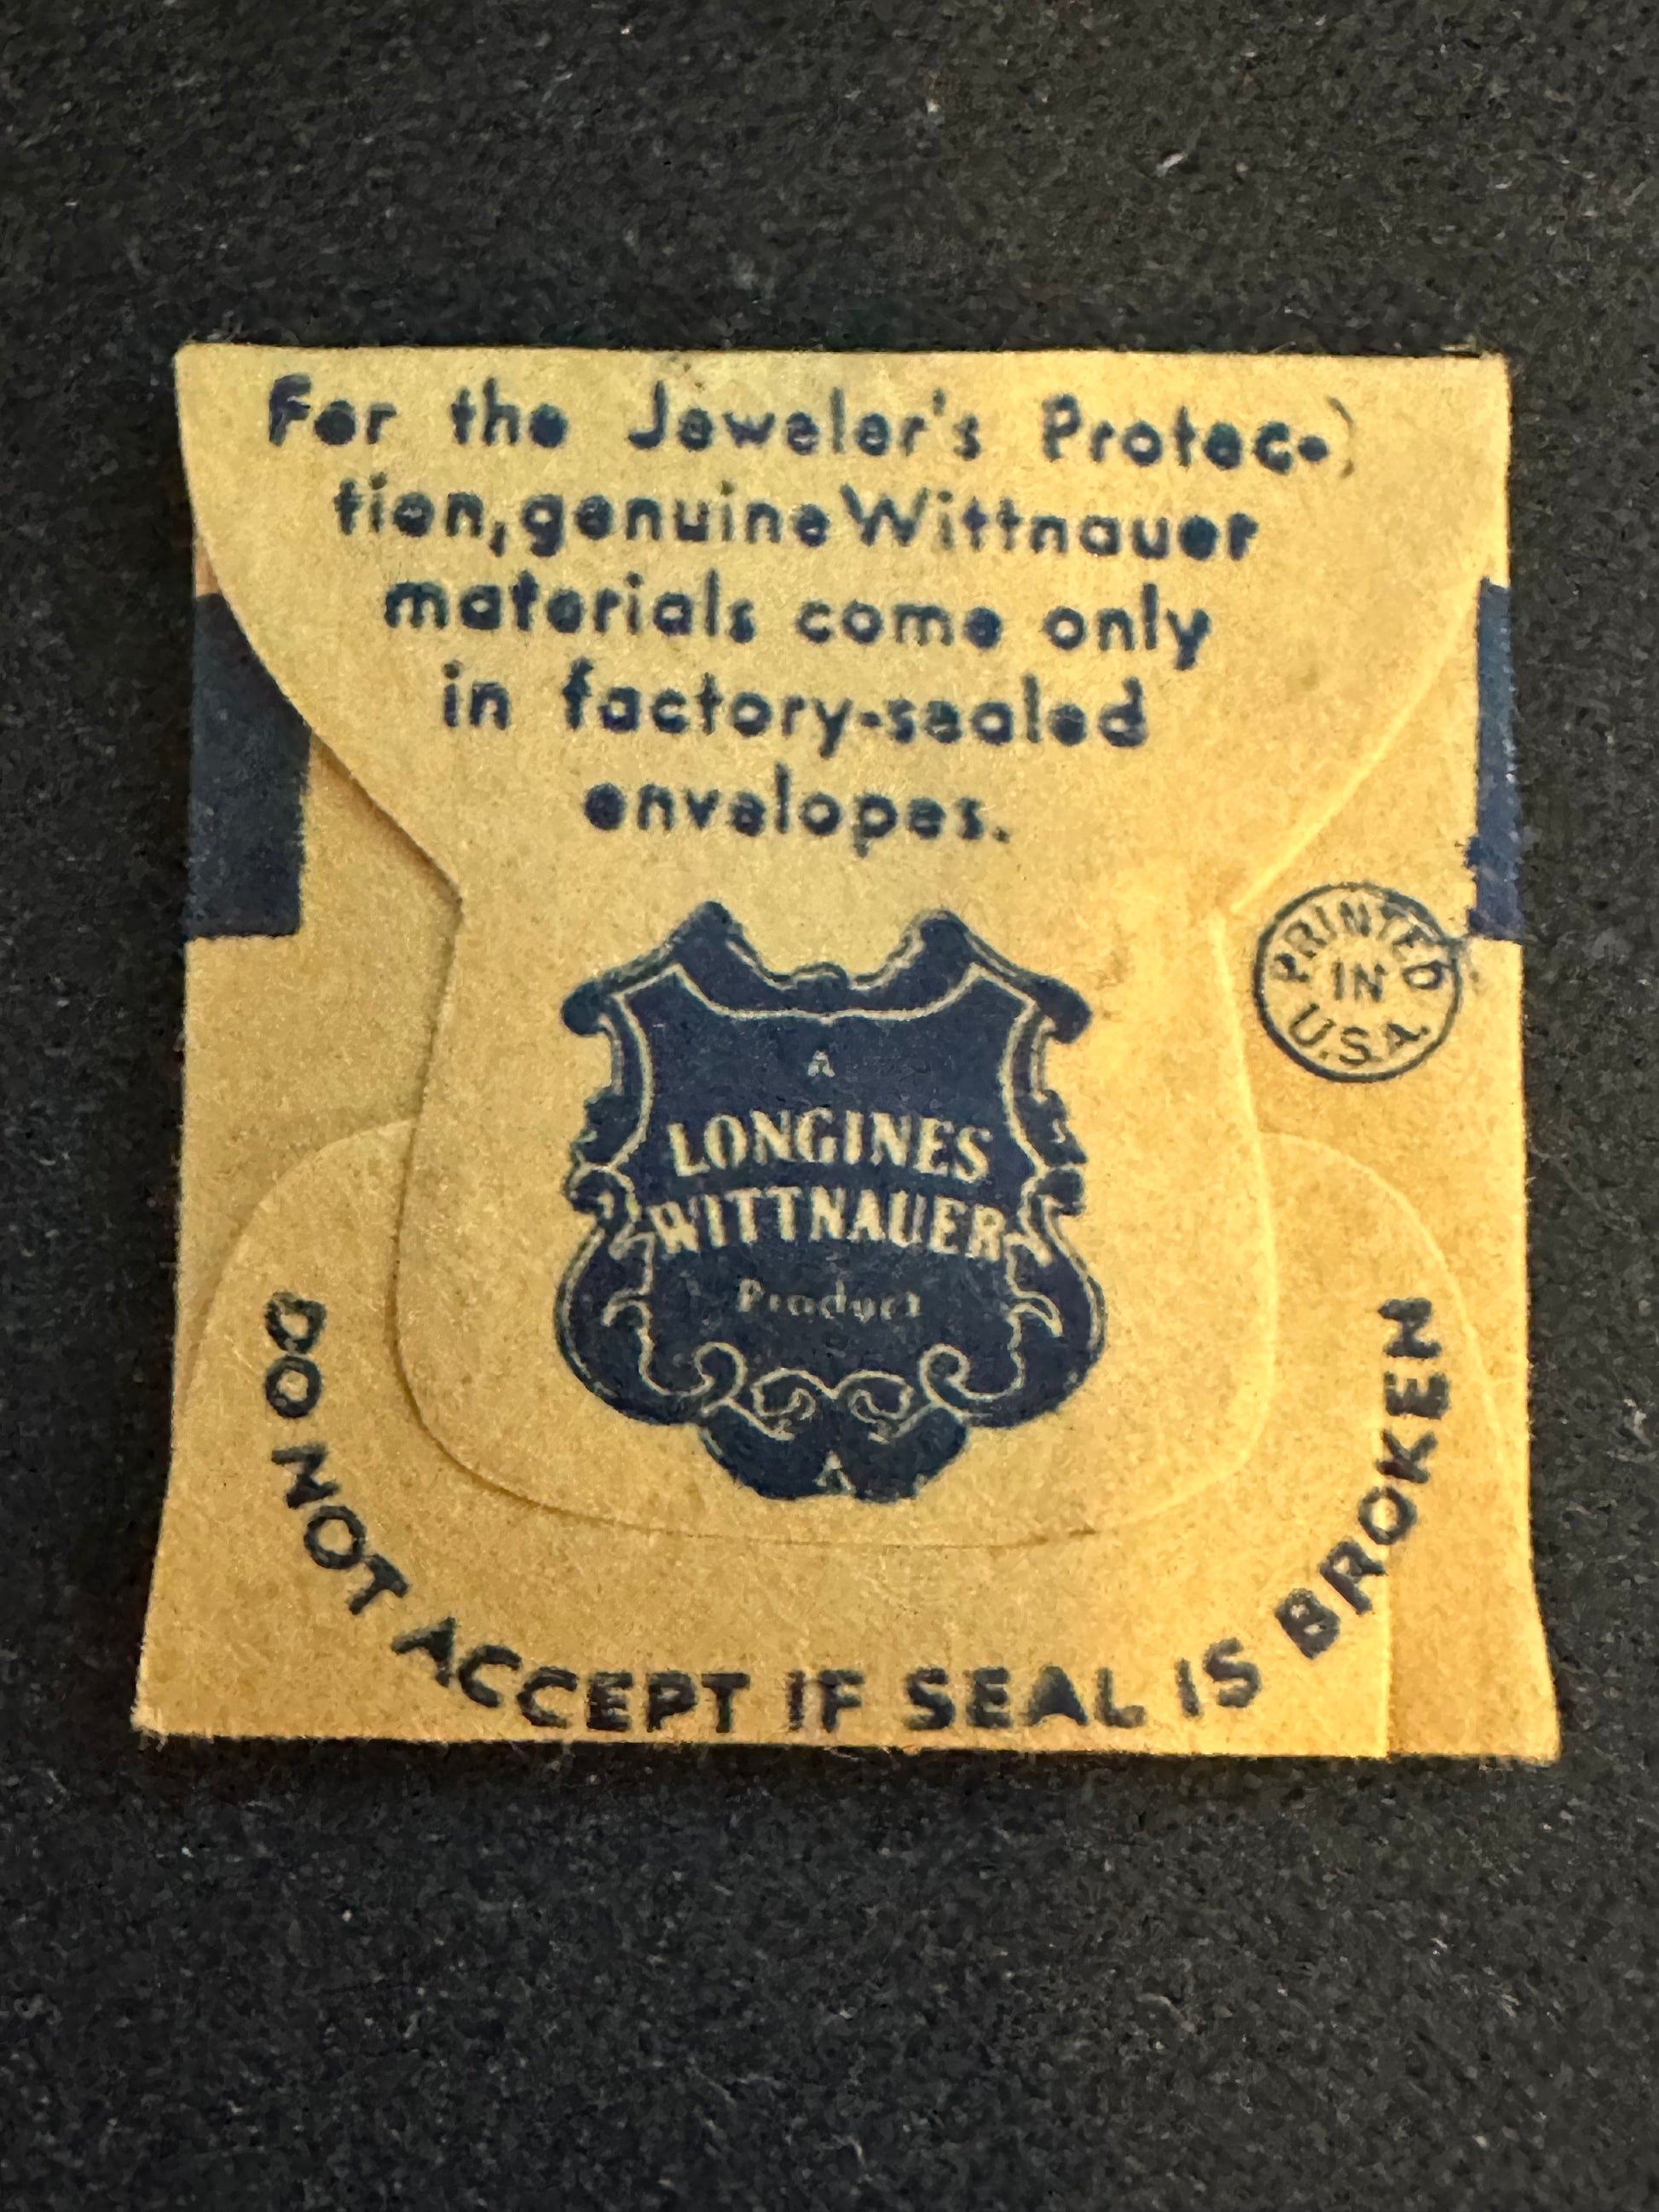 For the Jeweler's Protec-
tion, genuine Wittnauer
materials come only
in factory-sealed
envelopes.
PRINTED
IN
U.S.A.
A
LONGINES
WITTNAUER
Product
DO NOT ACCEPT IF SEAL IS BROKEN